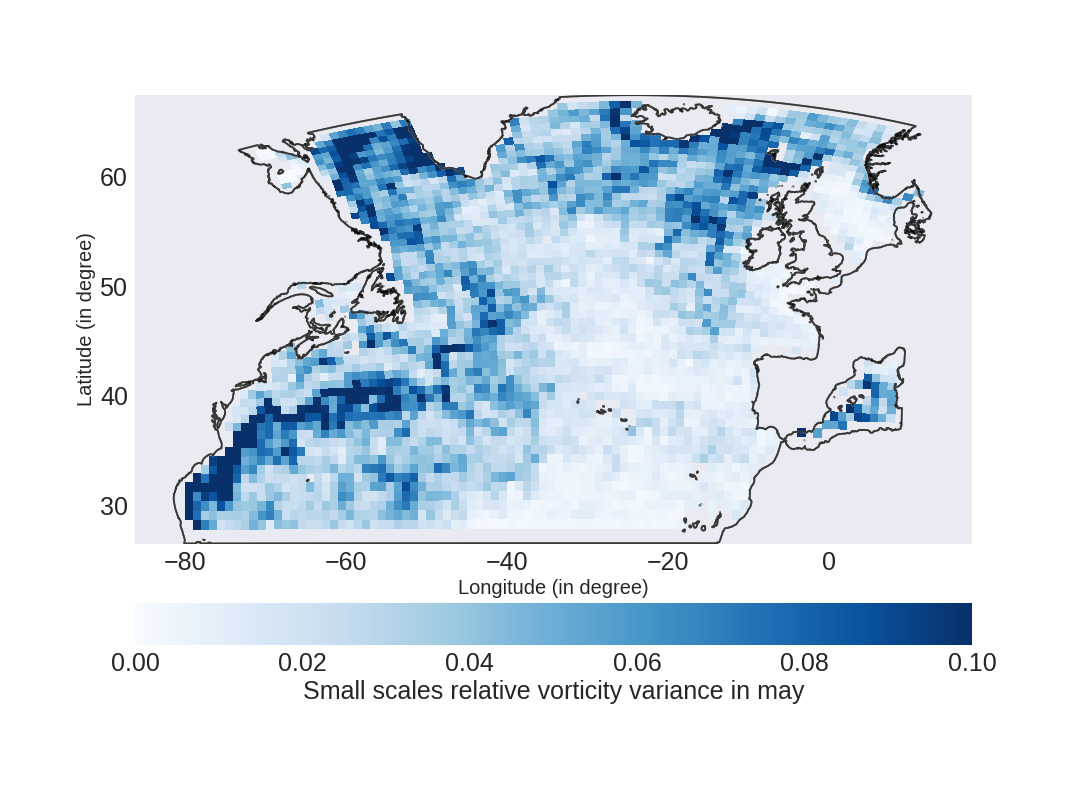 60
50
40
30
Latitude (in degree)
−80 −60 −40 −20 0
Longitude (in degree)
0.00 0.02 0.04 0.06 0.08 0.10
Small scales relative vorticity variance in may